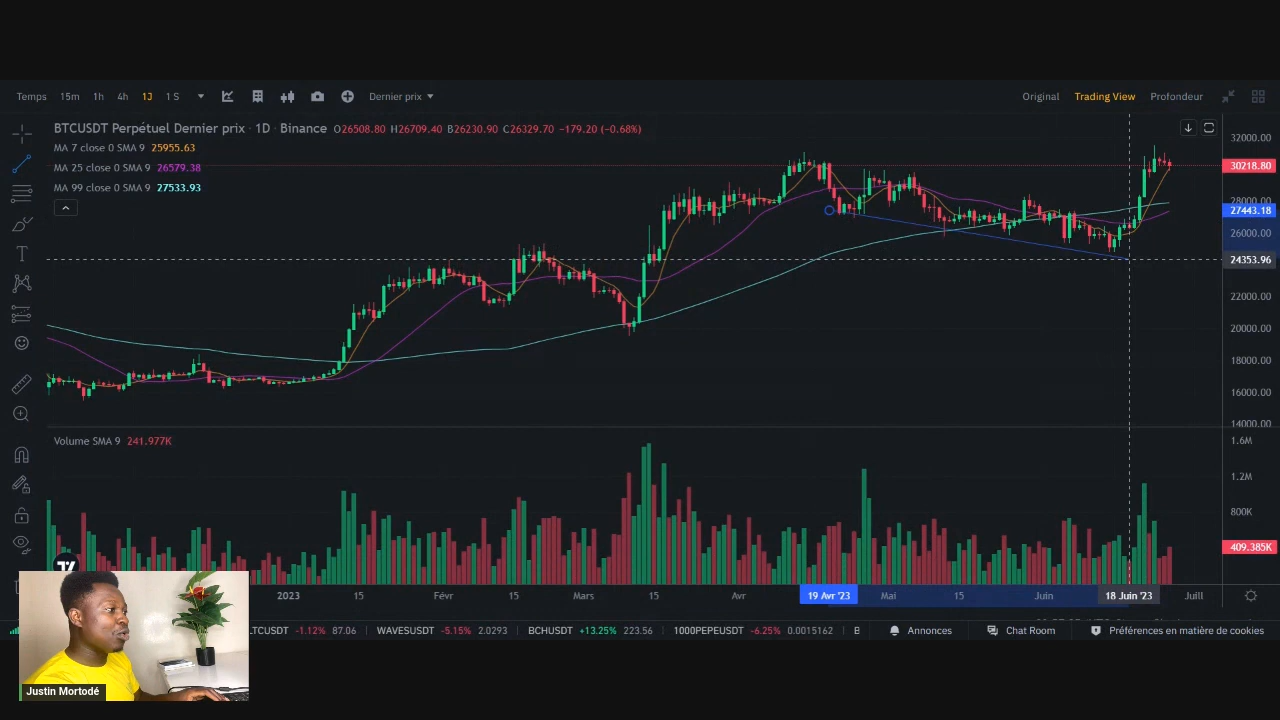 Temps 15m 1h 4h 1J 1 S Dernier prix Original Trading View Profondeur
BTCUSDT Perpétuel Dernier prix · 1D · Binance O26508.80 H26709.40 B26230.90 C26329.70 −179.20 (−0.68%)
MA 7 close 0 SMA 9 25955.63
MA 25 close 0 SMA 9 26579.38
MA 99 close 0 SMA 9 27533.93
32000.00
30218.80
28000.00
27443.18
26000.00
24353.96
22000.00
20000.00
18000.00
16000.00
14000.00
Volume SMA 9 241.977K
1.6M
1.2M
800K
409.385K
2023 15 Févr 15 Mars 15 Avr 19 Avr '23 Mai 15 Juin 18 Juin '23 Juill
LTCUSDT -1.12% 87.06 WAVESUSDT -5.15% 2.0293 BCHUSDT +13.25% 223.56 1000PEPEUSDT -6.25% 0.0015162 B Annonces Chat Room Préférences en matière de cookies
Justin Mortodé